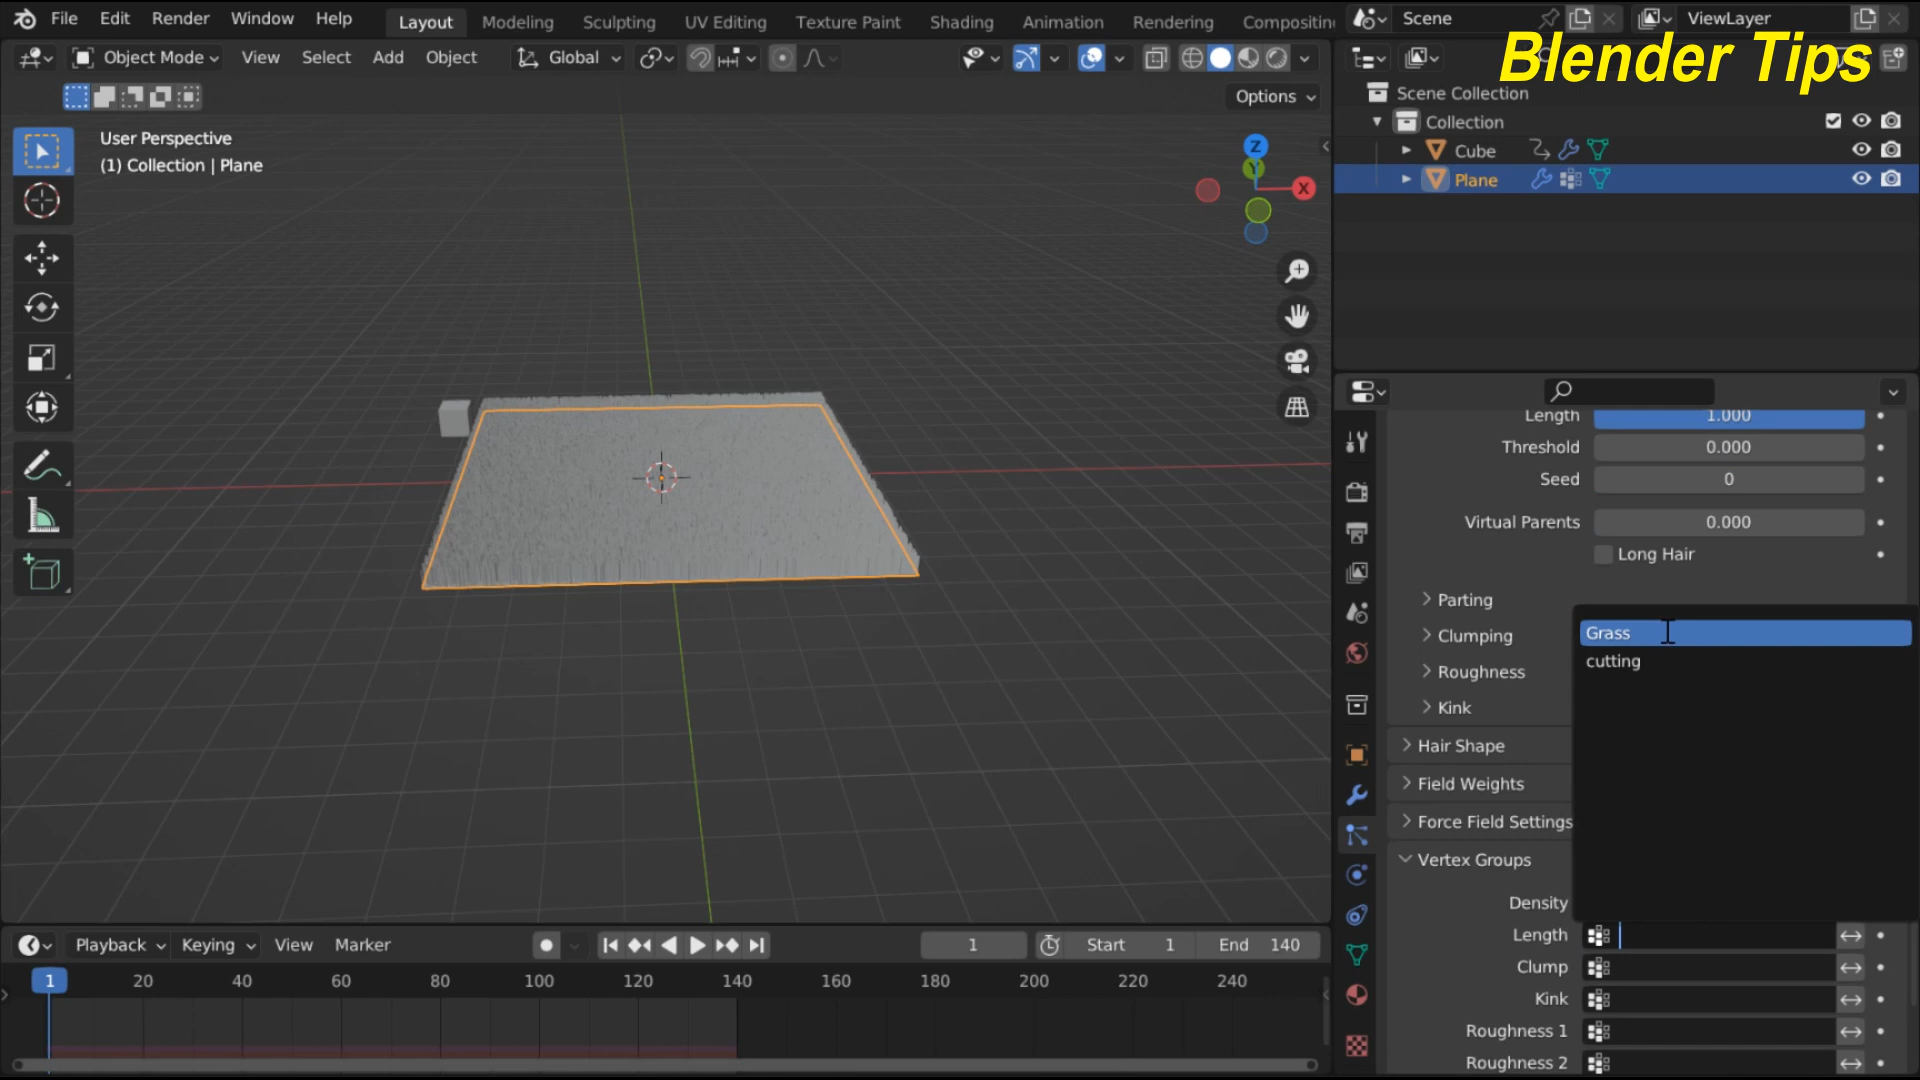 File Edit Render Window Help Layout Modeling Sculpting UV Editing Texture Paint Shading Animation Rendering Scene ViewLayer
Blender Tips
Object Mode View Select Add Object Global
Options
Scene Collection
Collection
Cube
Plane
User Perspective
(1) Collection | Plane
Z
Y
X
Length 1.000
Threshold 0.000
Seed 0
Virtual Parents 0.000
Long Hair
Parting
Clumping
Roughness
Kink
Grass
cutting
Hair Shape
Field Weights
Force Field Settings
Vertex Groups
Density
Length
Clump
Kink
Roughness 1
Roughness 2
Playback Keying View Marker 1 Start 1 End 140
1 20 40 60 80 100 120 140 160 180 200 220 240